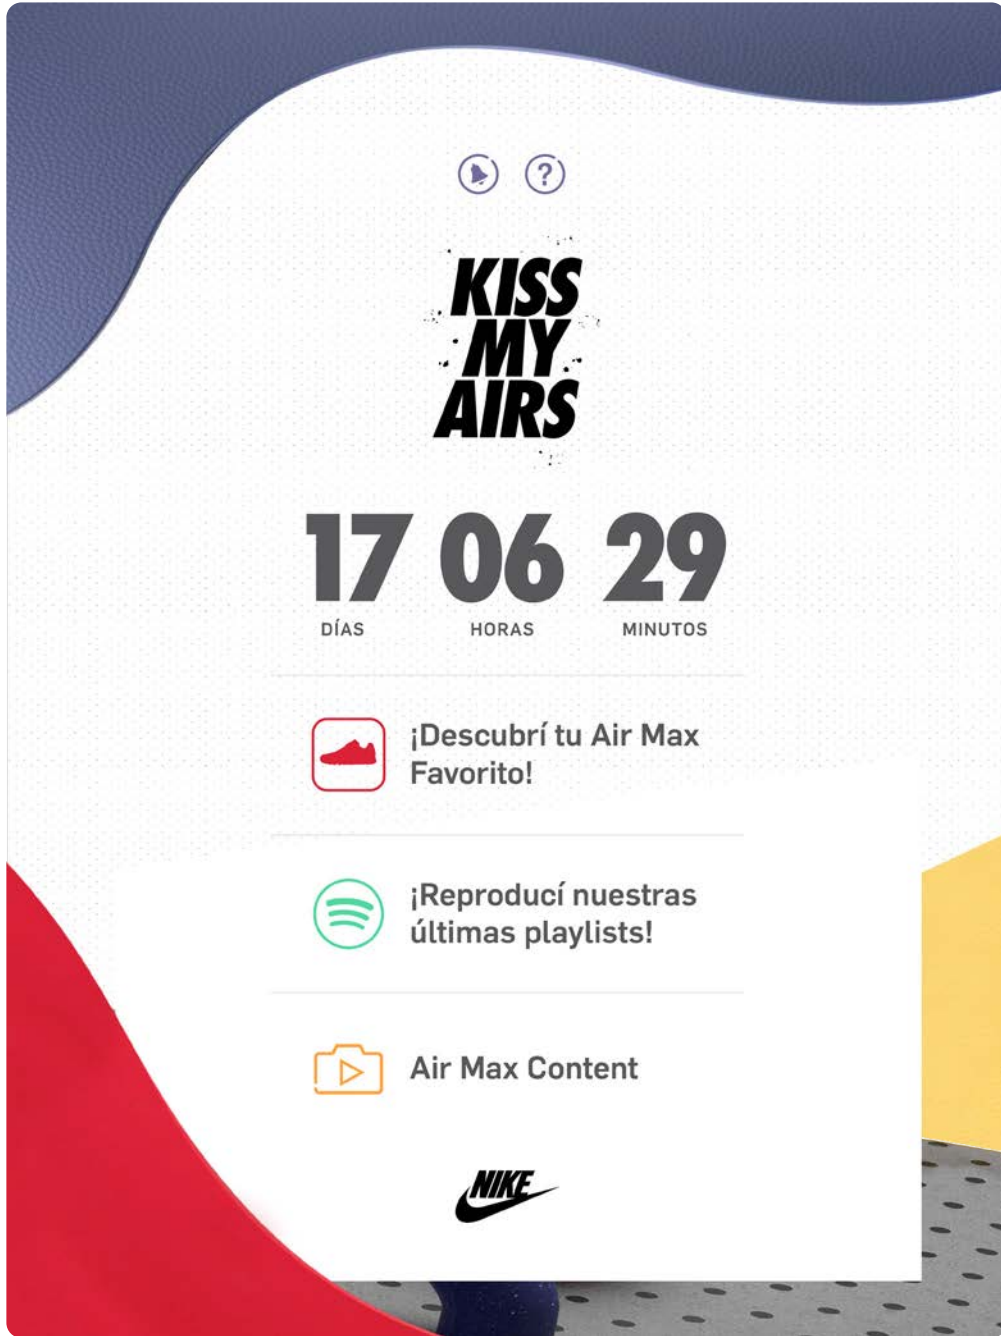 ?
KISS
MY
AIRS
17 06 29
DÍAS HORAS MINUTOS
¡Descubrí tu Air Max
Favorito!
¡Reproducí nuestras
últimas playlists!
Air Max Content
NIKE